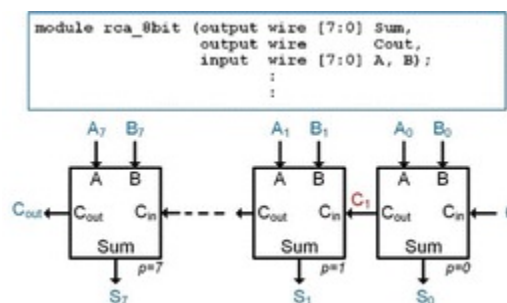 module rca_8bit (output wire [7:0] Sum,
output wire Cout,
input wire [7:0] A, B);
:
:
A7 B7 A1 B1 A0 B0
A B A B A B
Cout Cout Cin Cout Cin C1 Cout Cin
Sum Sum Sum
p=7 p=1 p=0
S7 S1 S0